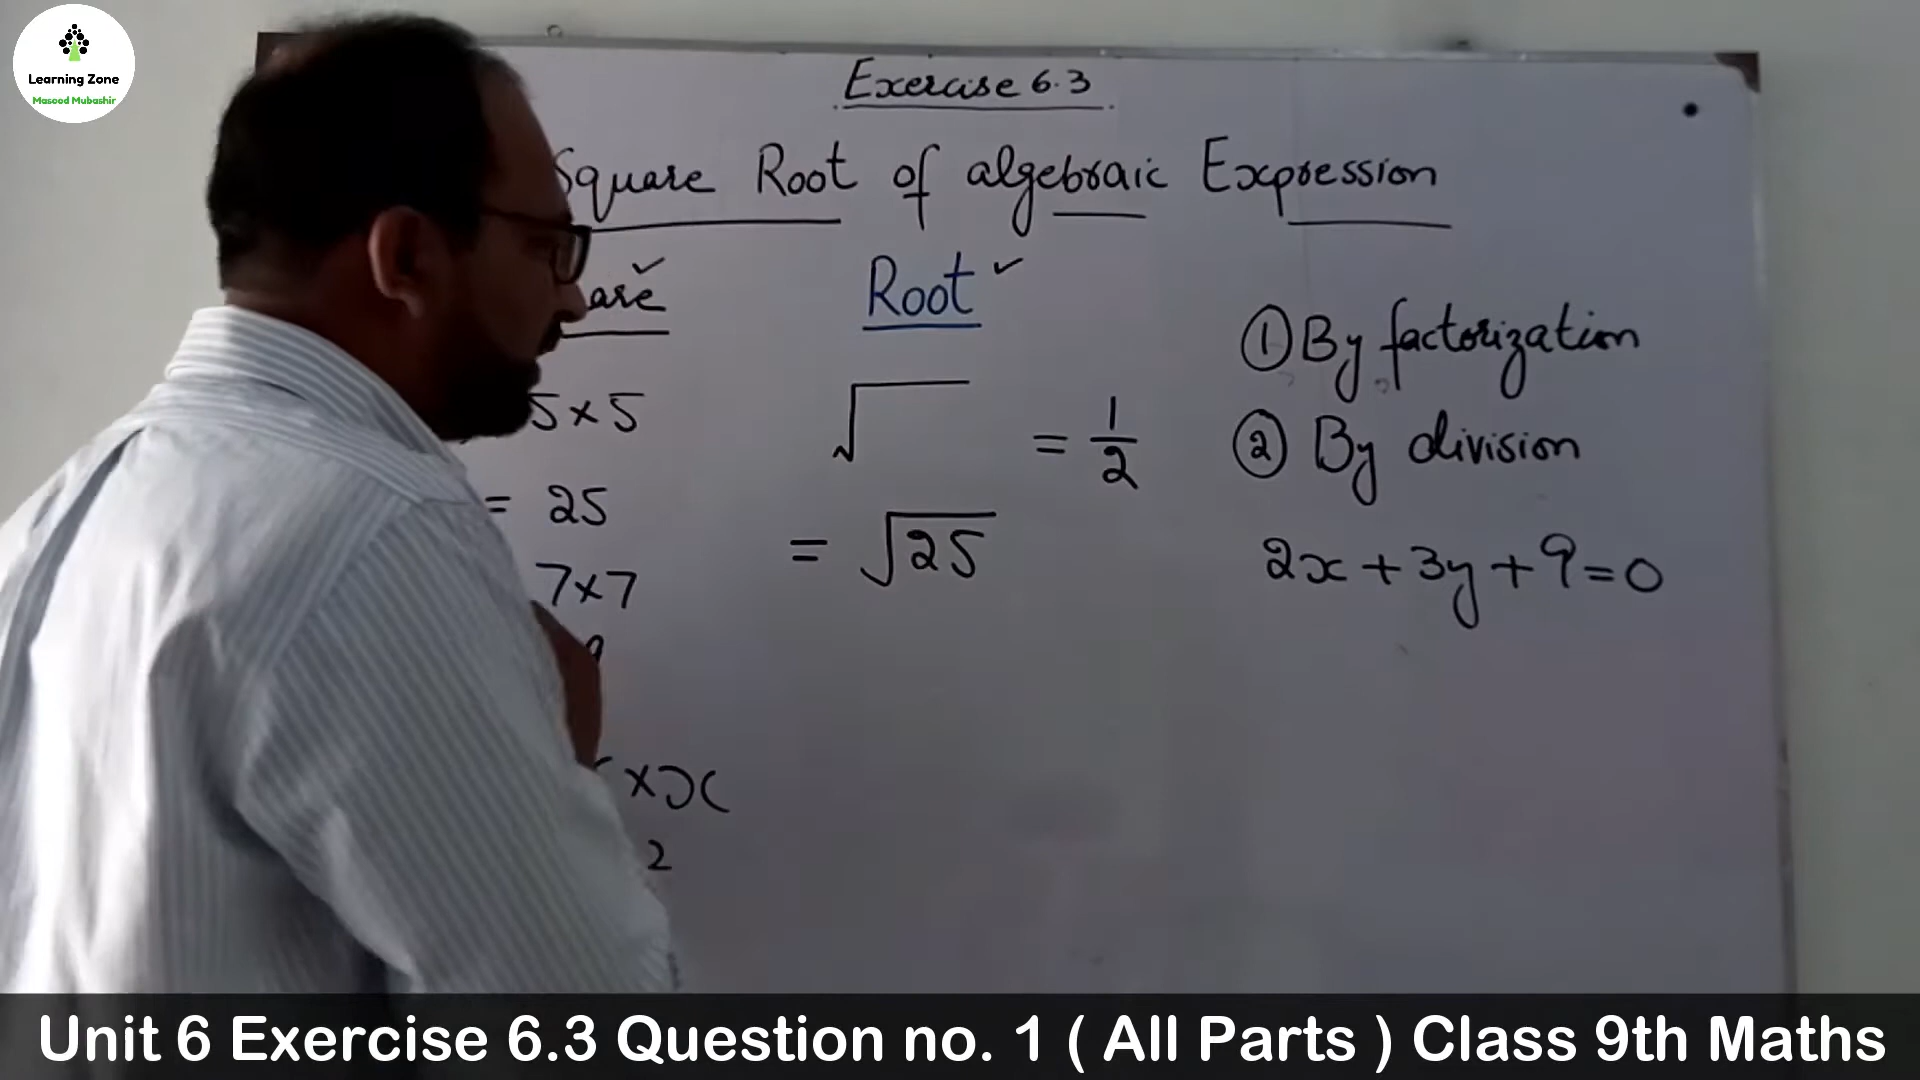 Learning Zone
Masood Mubashir
Exercise 6.3
Square Root of algebraic Expression
Root ✓
① By factorization
② By division
5×5
√ = 1/2
= 25
= √25
7×7
2x+3y+9=0
×x
2
Unit 6 Exercise 6.3 Question no. 1 ( All Parts ) Class 9th Maths